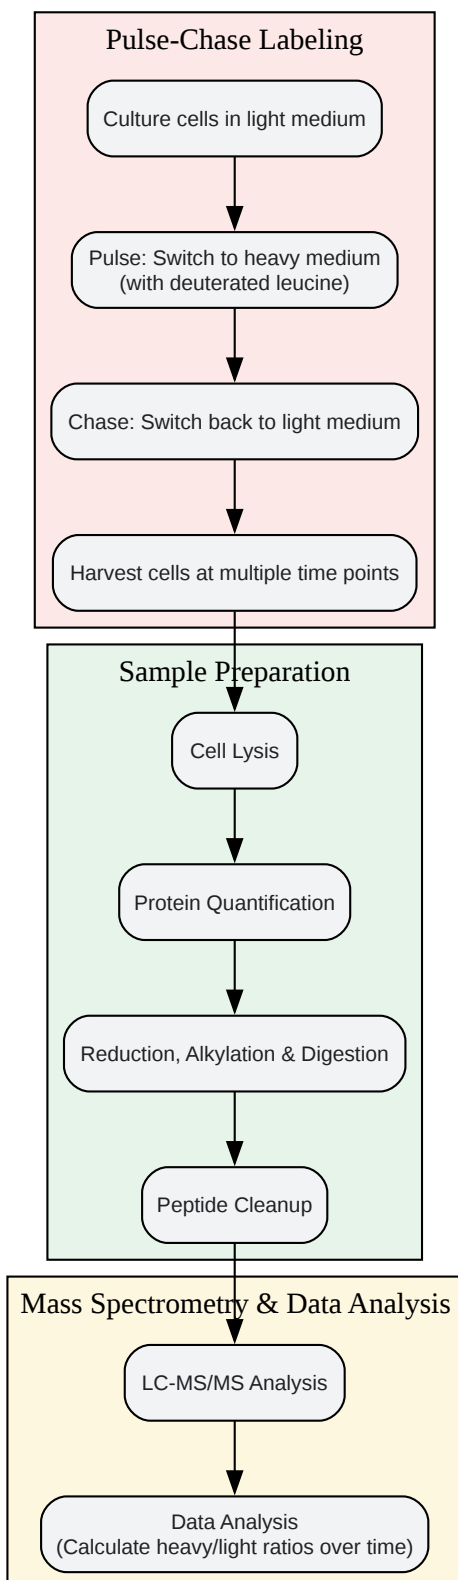 Pulse-Chase Labeling
Culture cells in light medium
Pulse: Switch to heavy medium
(with deuterated leucine)
Chase: Switch back to light medium
Harvest cells at multiple time points
Sample Preparation
Cell Lysis
Protein Quantification
Reduction, Alkylation & Digestion
Peptide Cleanup
Mass Spectrometry & Data Analysis
LC-MS/MS Analysis
Data Analysis
(Calculate heavy/light ratios over time)